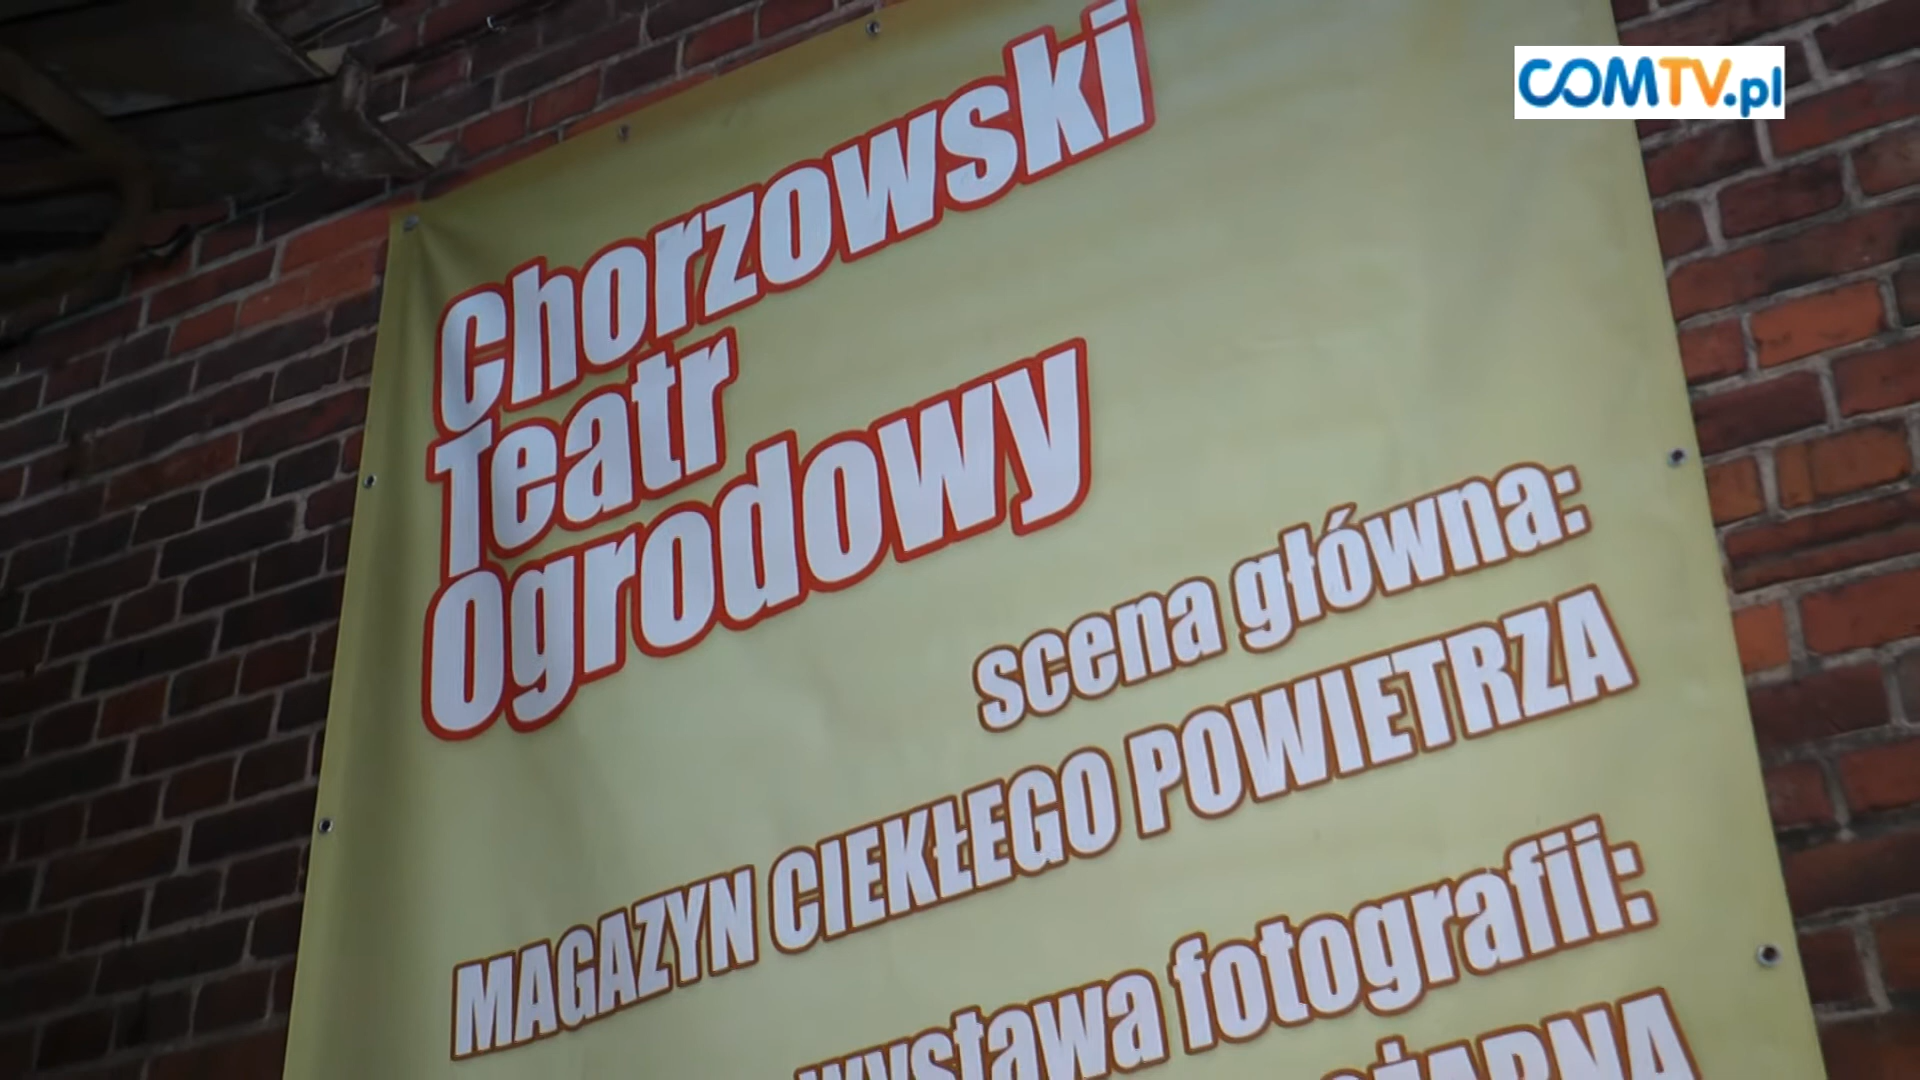 COMTV.pl
Chorzowski
Teatr
Ogrodowy
scena główna:
MAGAZYN CIEKŁEGO POWIETRZA
wystawa fotografii: